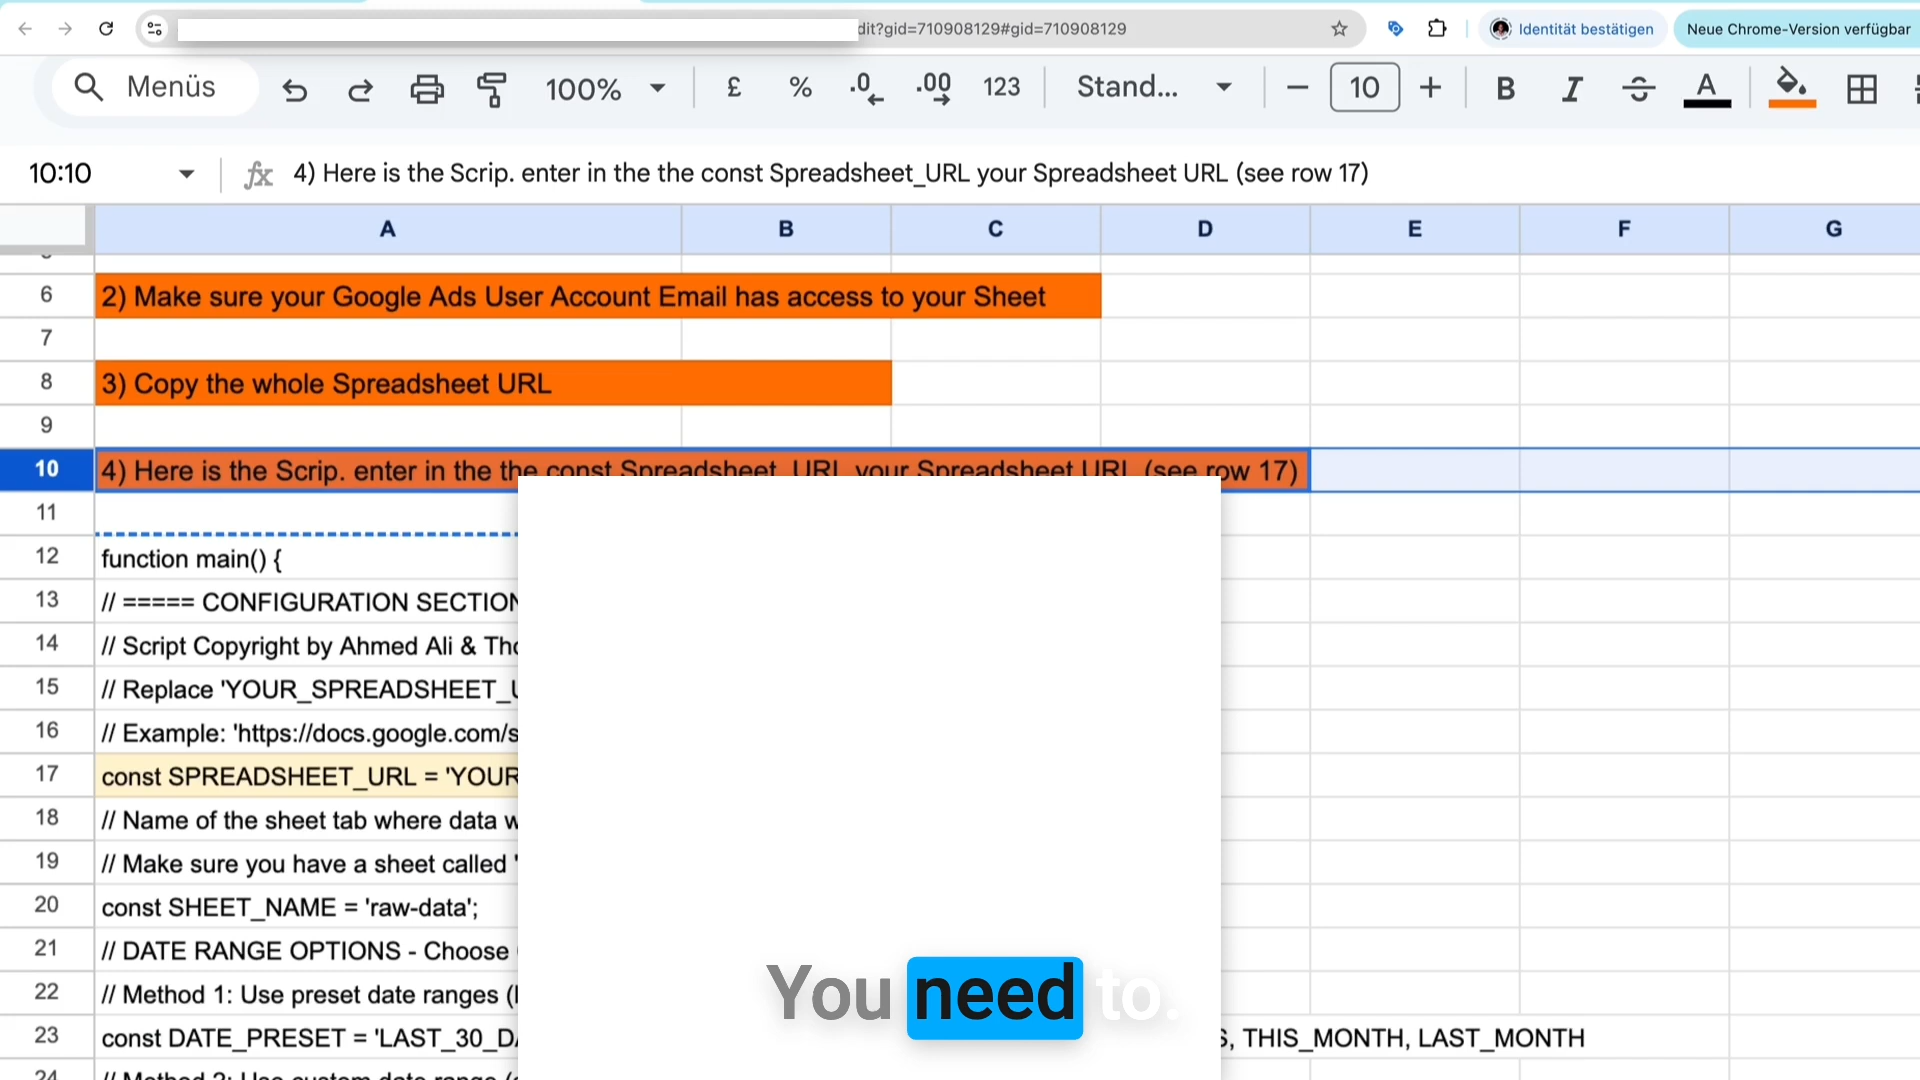 dit?gid=710908129#gid=710908129
Identität bestätigen
Neue Chrome-Version verfügbar
Menüs
100%
£
%
.0
.00
123
Stand...
10
B
I
A
10:10
fx
4) Here is the Scrip. enter in the the const Spreadsheet_URL your Spreadsheet URL (see row 17)
A B C D E F G
6 2) Make sure your Google Ads User Account Email has access to your Sheet
7
8 3) Copy the whole Spreadsheet URL
9
10 4) Here is the Scrip. enter in the the const Spreadsheet_URL your Spreadsheet URL (see row 17)
11
12 function main() {
13 // ===== CONFIGURATION SECTION
14 // Script Copyright by Ahmed Ali &
15 // Replace 'YOUR_SPREADSHEET_
16 // Example: 'https://docs.google.com/s
17 const SPREADSHEET_URL = 'YOUR
18 // Name of the sheet tab where data
19 // Make sure you have a sheet called '
20 const SHEET_NAME = 'raw-data';
21 // DATE RANGE OPTIONS - Choose
22 // Method 1: Use preset date ranges (
23 const DATE_PRESET = 'LAST_30_ , THIS_MONTH, LAST_MONTH
You need to.